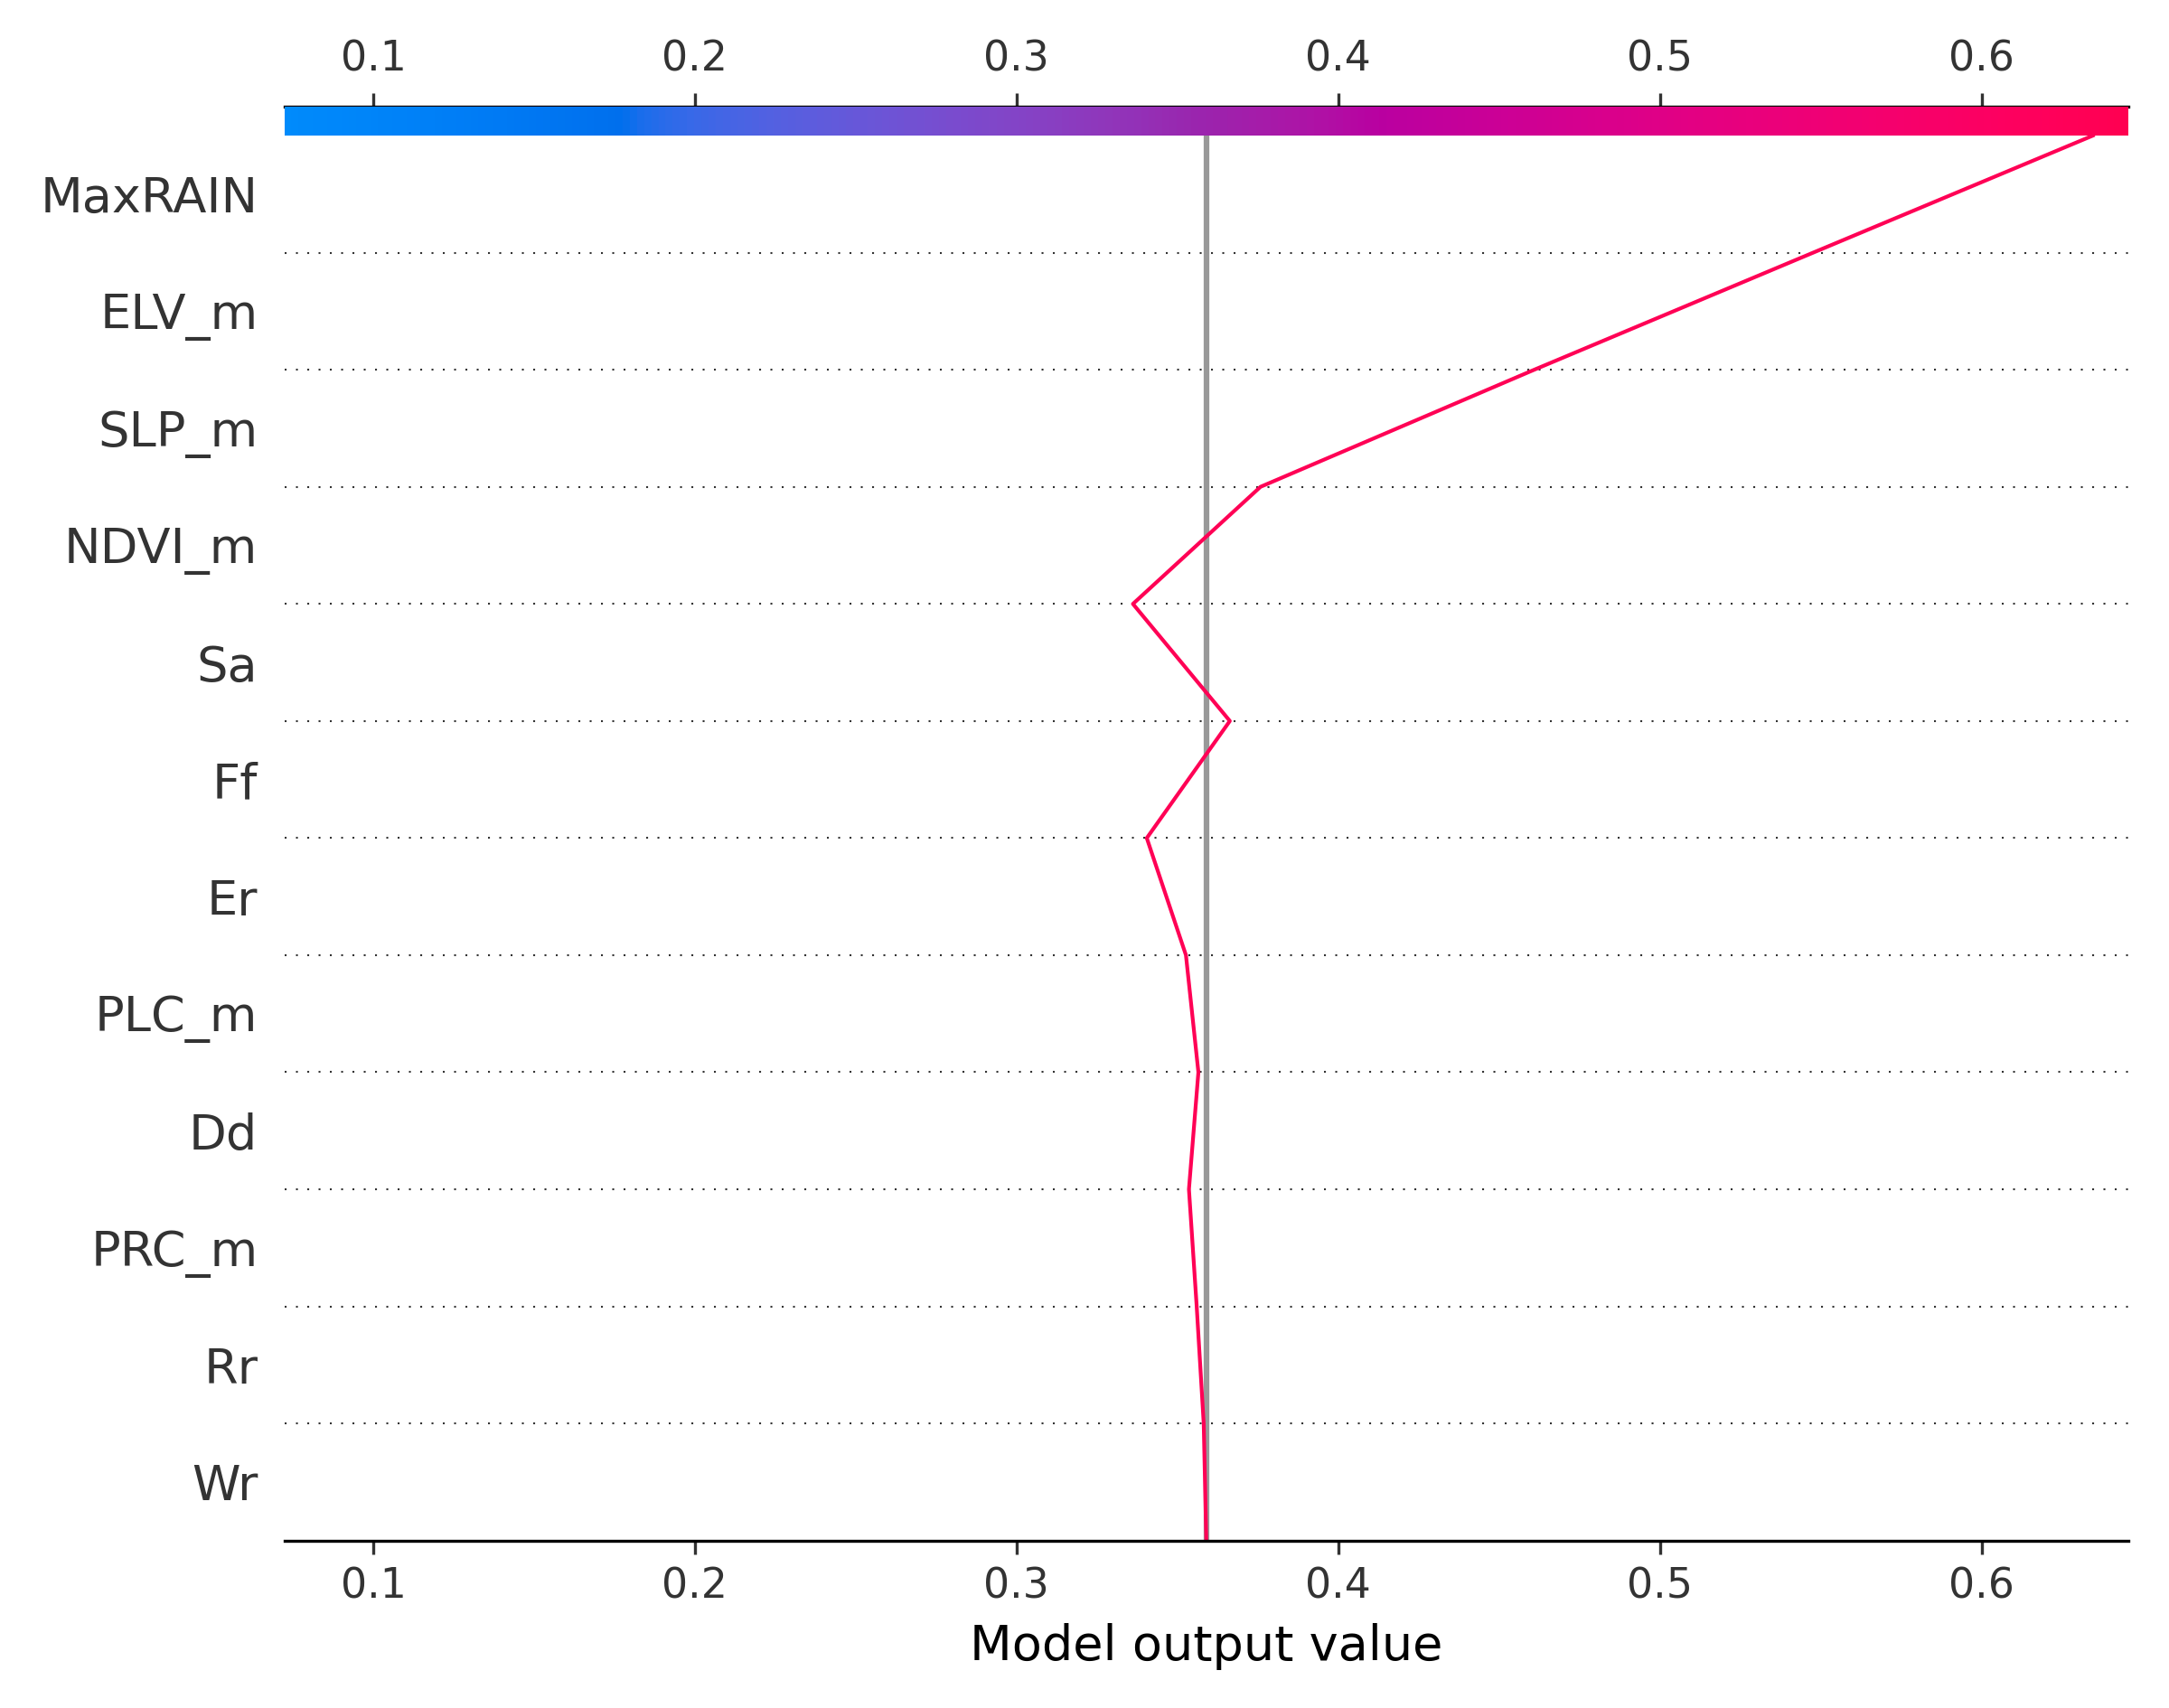 0.1 0.2 0.3 0.4 0.5 0.6
MaxRAIN
ELV_m
SLP_m
NDVI_m
Sa
Ff
Er
PLC_m
Dd
PRC_m
Rr
Wr
0.1 0.2 0.3 0.4 0.5 0.6
Model output value